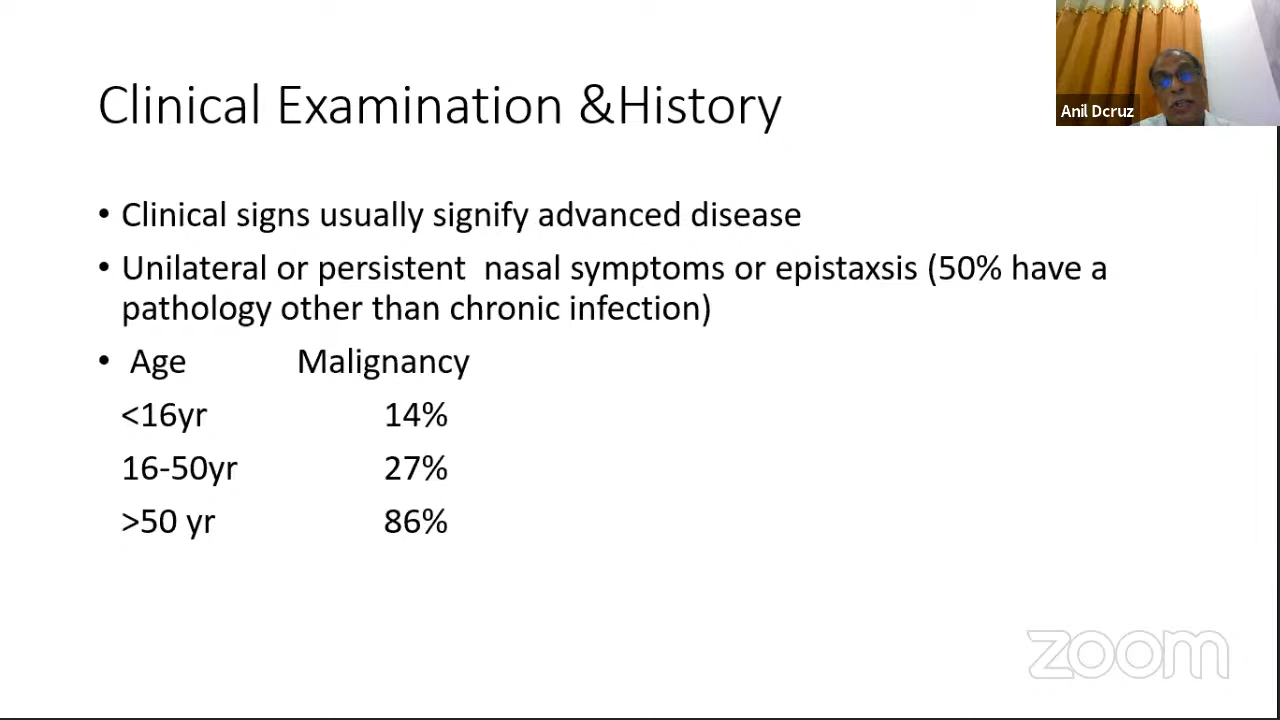 Clinical Examination &History
Anil Dcruz
• Clinical signs usually signify advanced disease
• Unilateral or persistent nasal symptoms or epistaxsis (50% have a
pathology other than chronic infection)
• Age Malignancy
<16yr 14%
16-50yr 27%
>50 yr 86%
zoom